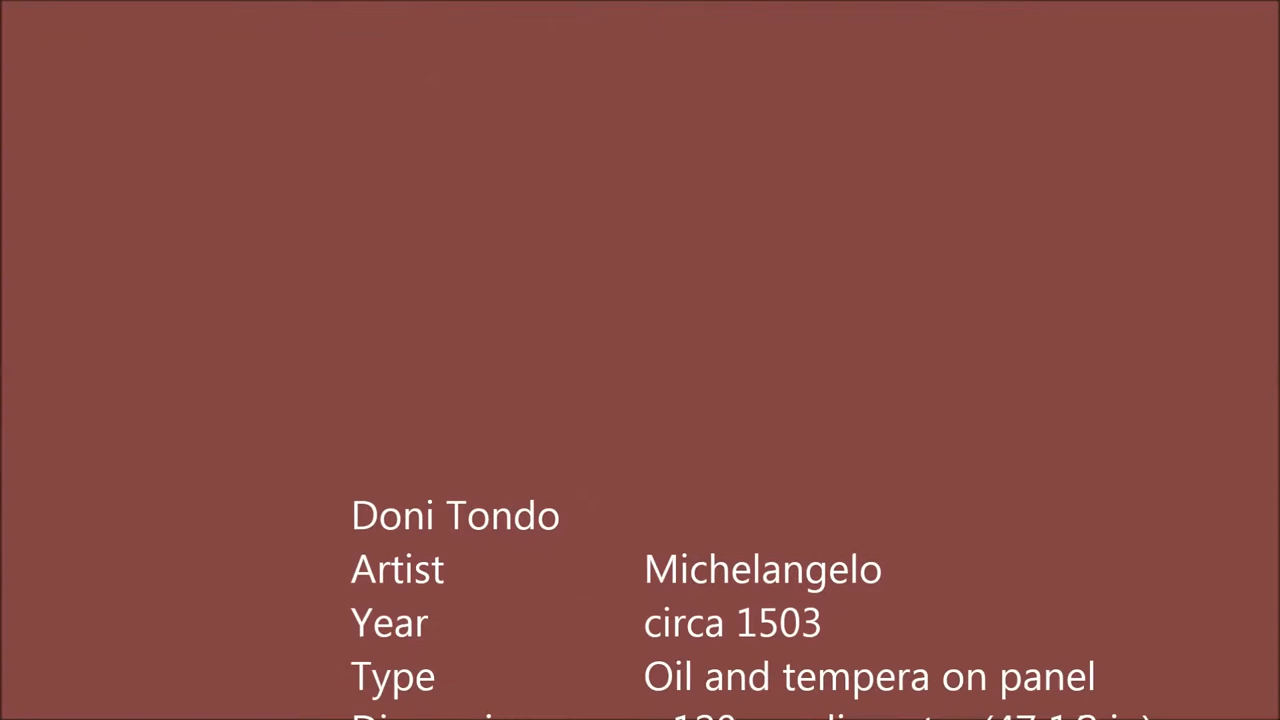 Doni Tondo
Artist Michelangelo
Year circa 1503
Type Oil and tempera on panel